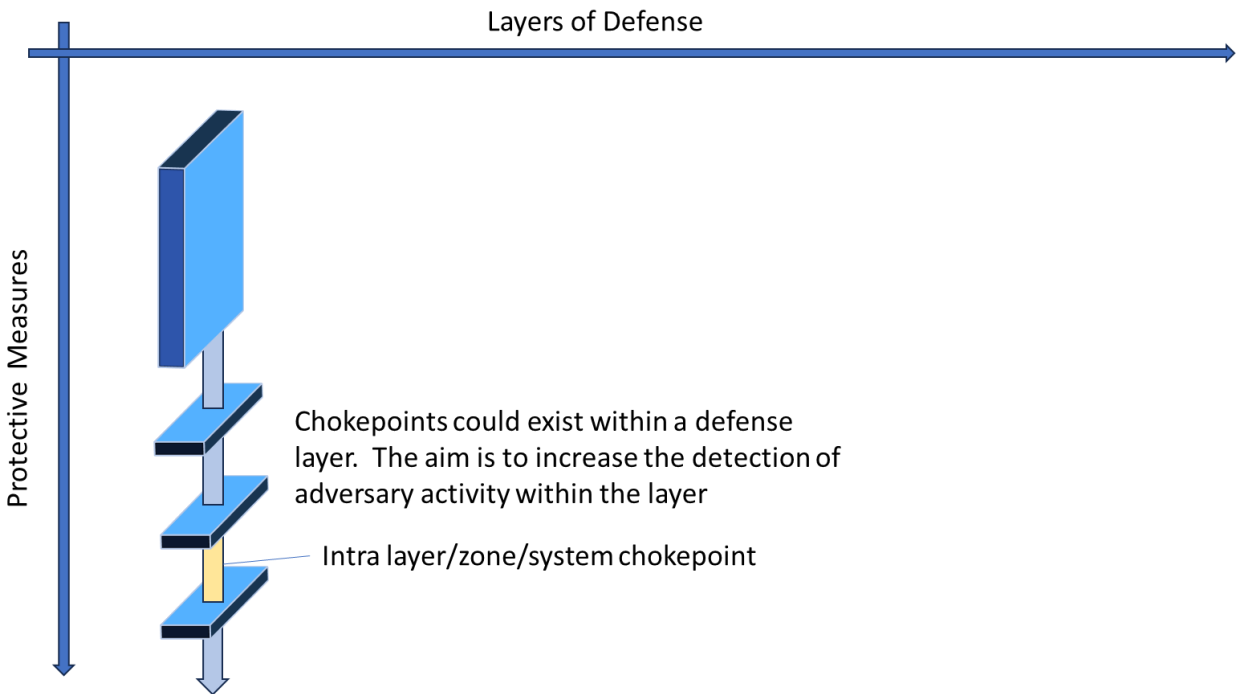 Layers of Defense
Protective Measures
Chokepoints could exist within a defense
layer.  The aim is to increase the detection of
adversary activity within the layer
Intra layer/zone/system chokepoint